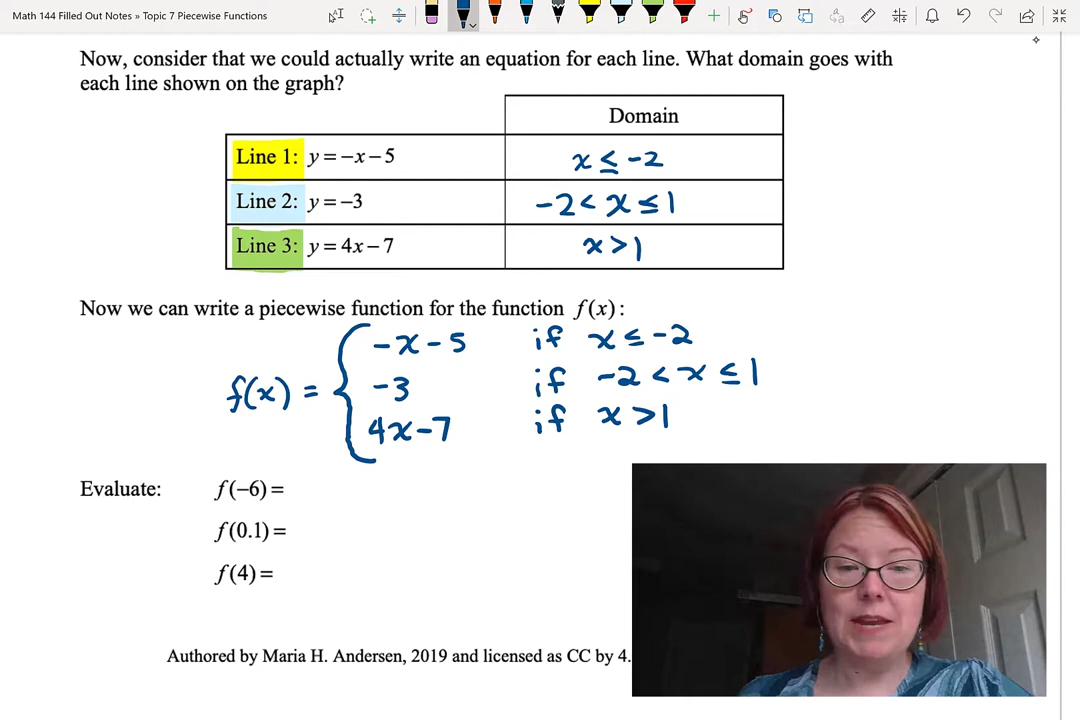 Math 144 Filled Out Notes » Topic 7 Piecewise Functions
Now, consider that we could actually write an equation for each line. What domain goes with
each line shown on the graph?
Domain
Line 1: y = −x − 5 x ≤ -2
Line 2: y = −3 -2 < x ≤ 1
Line 3: y = 4x − 7 x > 1
Now we can write a piecewise function for the function f(x):
-x - 5 if x ≤ -2
f(x) = { -3 if -2 < x ≤ 1
4x - 7 if x > 1
Evaluate: f(−6) =
f(0.1) =
f(4) =
Authored by Maria H. Andersen, 2019 and licensed as CC by 4.